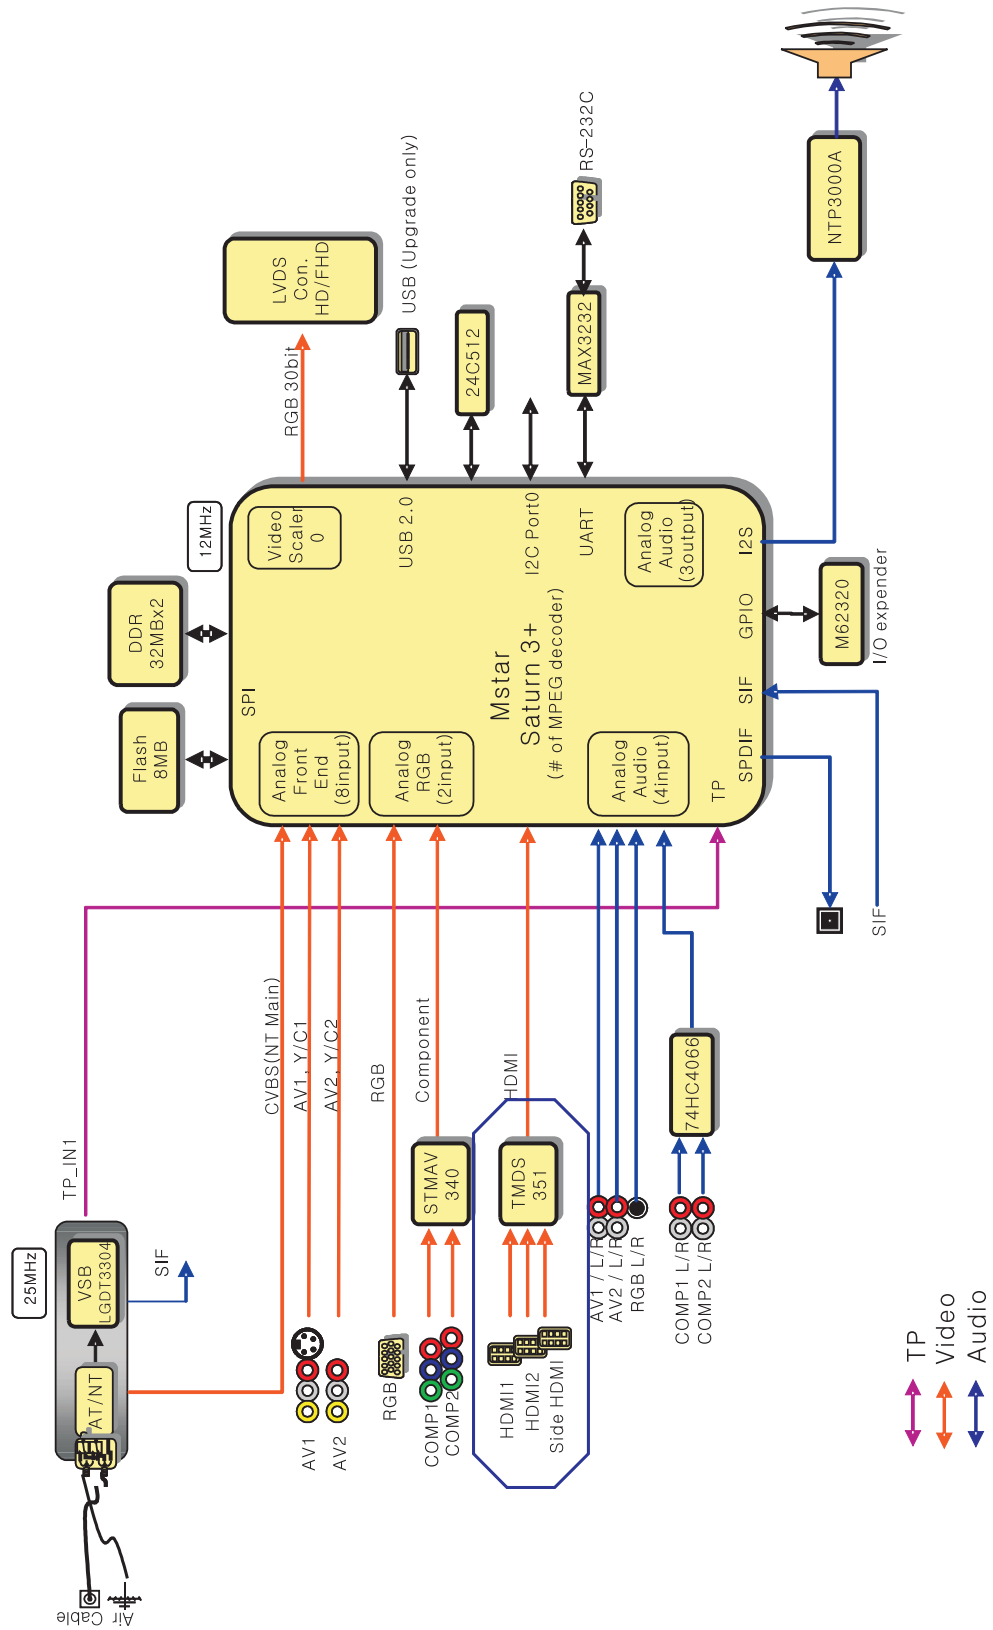 Air
Cable
AT/NT
VSB
LGDT3304
25MHz
TP_IN1
SIF
AV1
AV2
RGB
COMP1
COMP2
HDMI1
HDMI2
Side HDMI
STMAV
340
TMDS
351
AV1 / L/R
AV2 / L/R
RGB L/R
COMP1 L/R
COMP2 L/R
74HC4066
CVBS(NT Main)
AV1, Y/C1
AV2, Y/C2
RGB
Component
HDMI
SIF
Flash
8MB
DDR
32MBx2
12MHz
SPI
Analog
Front
End
(8input)
Analog
RGB
(2input)
Analog
Audio
(4input)
TP
Mstar
Saturn 3+
(# of MPEG decoder)
Video
Scaler
0
USB 2.0
I2C Port0
UART
Analog
Audio
(3output)
SPDIF
SIF
GPIO
I2S
RGB 30bit
LVDS
Con.
HD/FHD
USB (Upgrade only)
24C512
MAX3232
RS-232C
M62320
I/O expender
NTP3000A
TP
Video
Audio